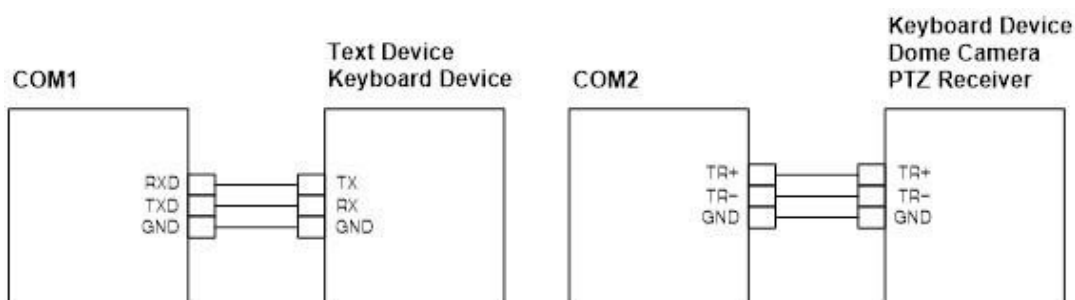 COM1
Text Device
Keyboard Device
RXD
TXD
GND
TX
RX
GND
COM2
Keyboard Device
Dome Camera
PTZ Receiver
TR+
TR-
GND
TR+
TR-
GND